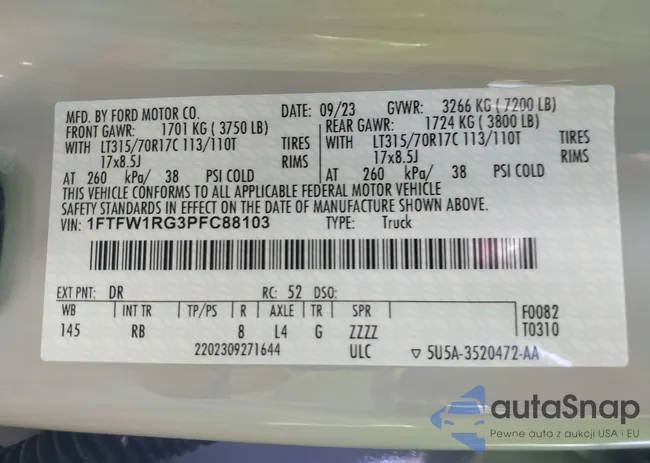 MFD. BY FORD MOTOR CO. DATE: 09/23 GVWR: 3266 KG ( 7200 LB)
FRONT GAWR: 1701 KG ( 3750 LB) REAR GAWR: 1724 KG ( 3800 LB)
WITH LT315/70R17C 113/110T TIRES WITH LT315/70R17C 113/110T TIRES
17x8.5J RIMS 17x8.5J RIMS
AT 260 kPa/ 38 PSI COLD AT 260 kPa/ 38 PSI COLD
THIS VEHICLE CONFORMS TO ALL APPLICABLE FEDERAL MOTOR VEHICLE
SAFETY STANDARDS IN EFFECT ON THE DATE OF MANUFACTURE SHOWN ABOVE.
VIN: 1FTFW1RG3PFC88103 TYPE: Truck
EXT PNT: DR RC: 52 DSO:
WB INT TR TP/PS R AXLE TR SPR F0082
145 RB 8 L4 G ZZZZ T0310
2202309271644 ULC ▽ 5U5A-3520472-AA
autaSnap
Pewne auta z aukcji USA i EU